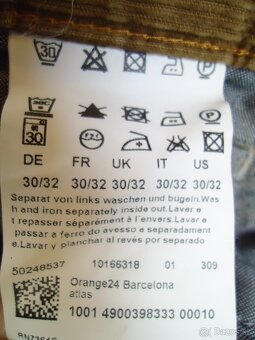 30
P
30
DE FR UK IT US
30/32 30/32 30/32 30/32 30/32
Separat von links waschen und bügeln.Was
h and iron separately inside out.Laver e
t repasser séparément à l'envers.Lavar e
passare a ferro do avesso e separadamen
e.Lavar y planchar al revés por separado.
50248537 10166318 01 309
Orange24 Barcelona
atlas
1001 4900398333 00010